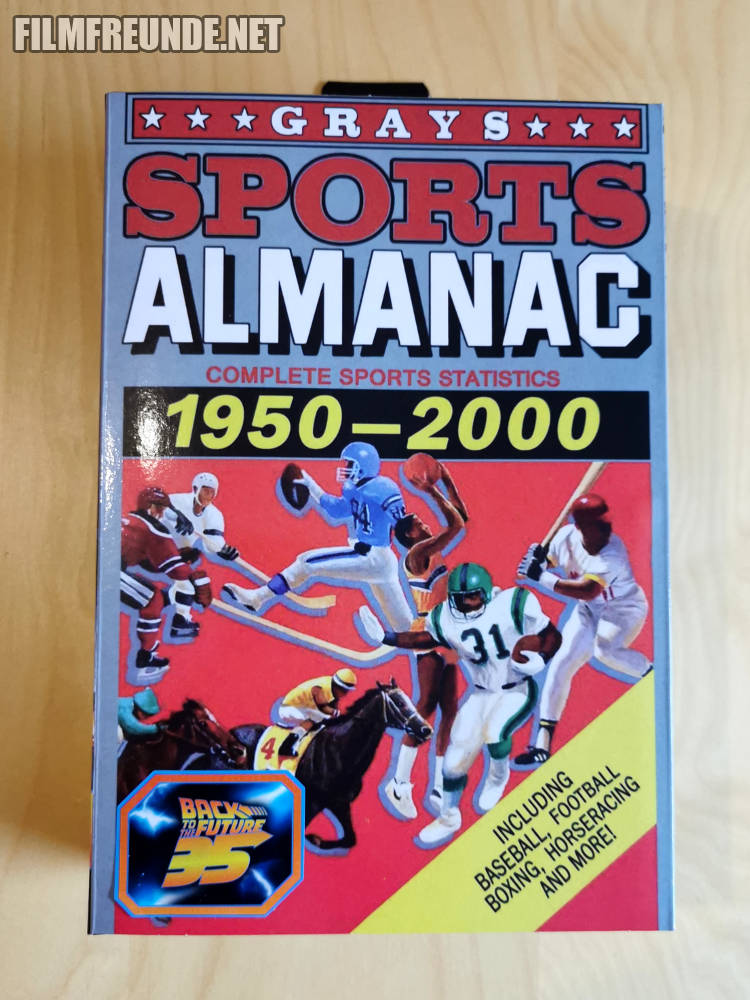 FILMFREUNDE.NET
GRAYS
SPORTS
ALMANAC
COMPLETE SPORTS STATISTICS
1950-2000
84
31
4
BACK
TO THE FUTURE
35
INCLUDING
BASEBALL, FOOTBALL
BOXING, HORSERACING
AND MORE!